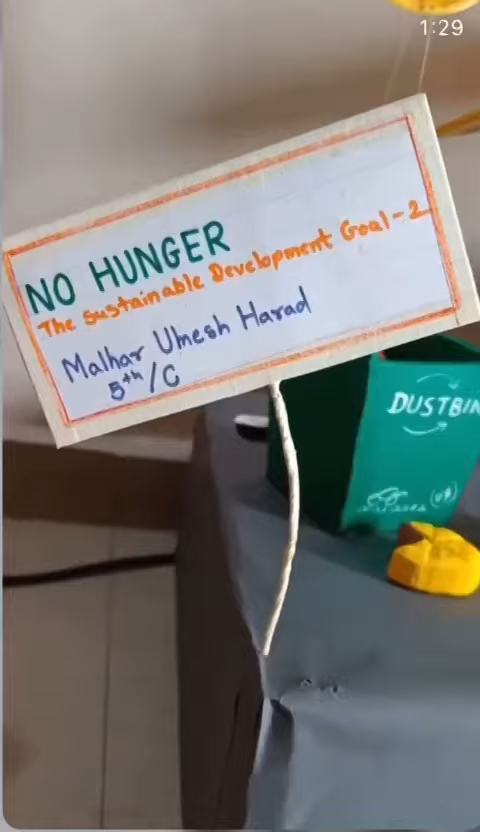 1:29
NO HUNGER
The Sustainable Development Goal-2
Malhar Umesh Harad
5th/C
DUSTBIN